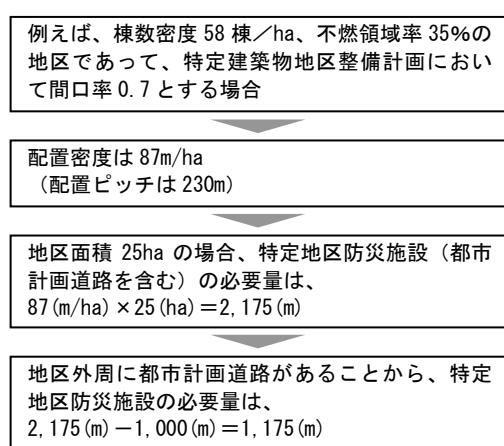 例えば、棟数密度 58 棟／ha、不燃領域率 35％の
地区であって、特定建築物地区整備計画におい
て間口率 0.7 とする場合
配置密度は 87m/ha
（配置ピッチは 230m）
地区面積 25ha の場合、特定地区防災施設（都市
計画道路を含む）の必要量は、
87(m/ha)×25(ha)＝2,175(m)
地区外周に都市計画道路があることから、特定
地区防災施設の必要量は、
2,175(m)－1,000(m)＝1,175(m)